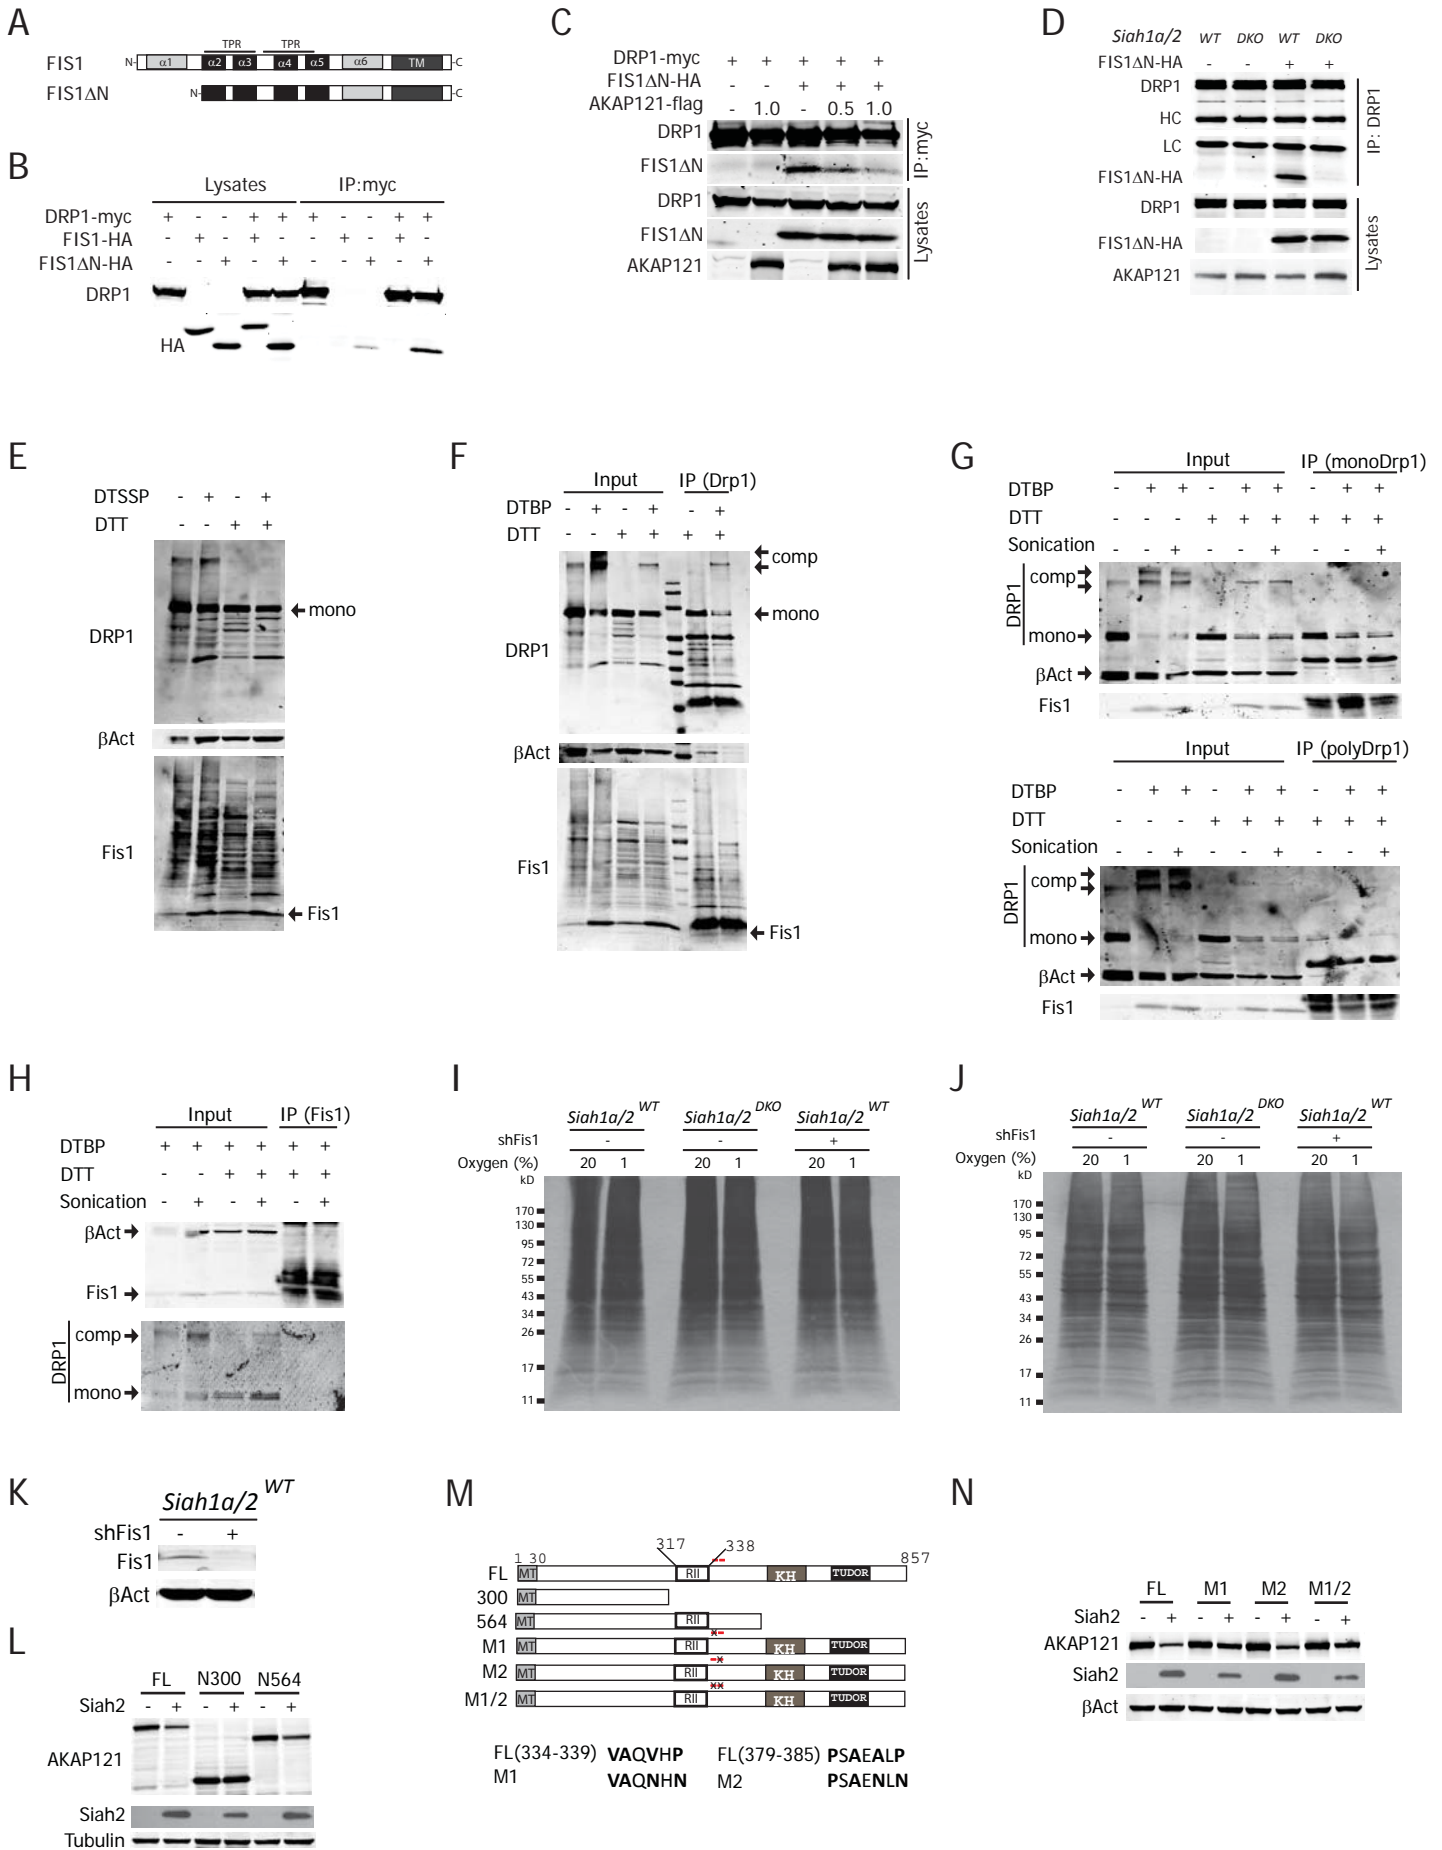 A
TPR TPR
FIS1 N- α1 α2 α3 α4 α5 α6 TM -C
FIS1ΔN N- -C
B
Lysates IP:myc
DRP1-myc + - - + + + - - + +
FIS1-HA - + - + - - + - + -
FIS1ΔN-HA - - + - + - - + - +
DRP1
HA
C
DRP1-myc + + + + +
FIS1ΔN-HA - - + + +
AKAP121-flag - 1.0 - 0.5 1.0
DRP1
FIS1ΔN
IP:myc
DRP1
FIS1ΔN
AKAP121
Lysates
D
Siah1a/2 WT DKO WT DKO
FIS1ΔN-HA - - + +
DRP1
HC
LC
FIS1ΔN-HA
IP: DRP1
DRP1
FIS1ΔN-HA
AKAP121
Lysates
E
DTSSP - + - +
DTT - - + +
DRP1
mono
βAct
Fis1
Fis1
F
Input IP (Drp1)
DTBP - + - + - +
DTT - - + + + +
comp
mono
DRP1
βAct
Fis1
Fis1
G
Input IP (monoDrp1)
DTBP - + + - + + - + +
DTT - - - + + + + + +
Sonication - - + - - + - - +
DRP1
comp
mono
βAct
Fis1
Input IP (polyDrp1)
DTBP - + + - + + - + +
DTT - - - + + + + + +
Sonication - - + - - + - - +
DRP1
comp
mono
βAct
Fis1
H
Input IP (Fis1)
DTBP + + + + + +
DTT - - + + + +
Sonication - + - + - +
βAct
Fis1
DRP1
comp
mono
I
Siah1a/2 WT Siah1a/2 DKO Siah1a/2 WT
shFis1 - - +
Oxygen (%) 20 1 20 1 20 1
kD
170
130
95
72
55
43
34
26
17
11
J
Siah1a/2 WT Siah1a/2 DKO Siah1a/2 WT
shFis1 - - +
Oxygen (%) 20 1 20 1 20 1
kD
170
130
95
72
55
43
34
26
17
11
K
Siah1a/2 WT
shFis1 - +
Fis1
βAct
L
FL N300 N564
Siah2 - + - + - +
AKAP121
Siah2
Tubulin
M
1 30 317 338 857
FL MT RII KH TUDOR
300 MT
564 MT RII
M1 MT RII KH TUDOR
M2 MT RII KH TUDOR
M1/2 MT RII KH TUDOR
FL(334-339) VAQVHP FL(379-385) PSAEALP
M1 VAQNHN M2 PSAENLN
N
FL M1 M2 M1/2
Siah2 - + - + - + - +
AKAP121
Siah2
βAct